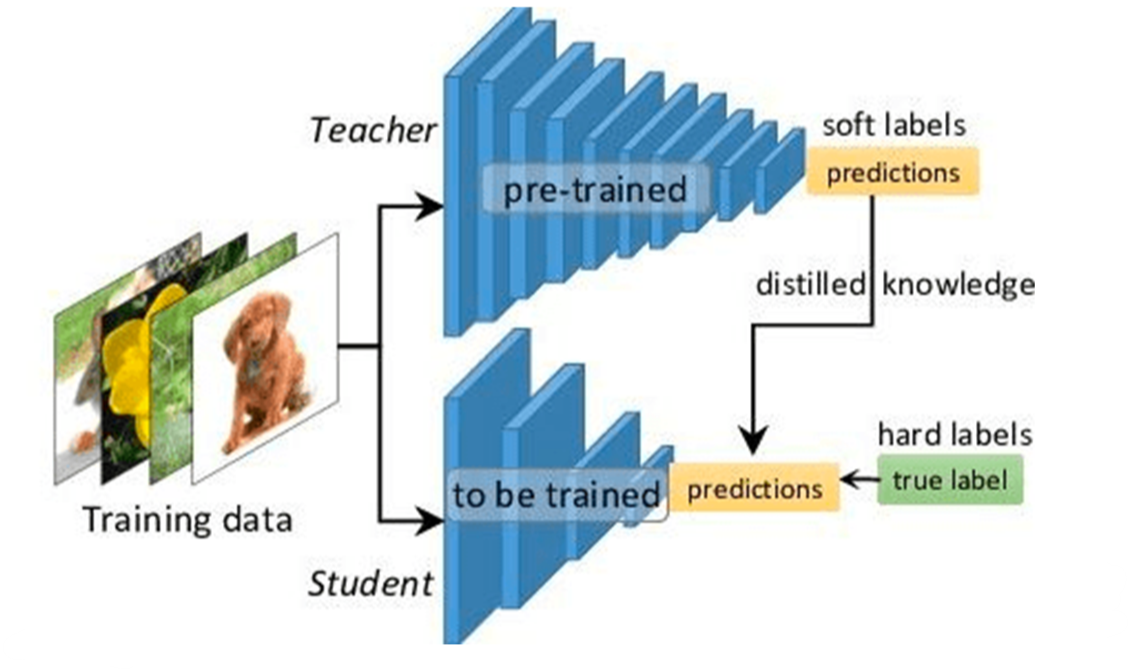 Teacher
pre-trained
soft labels
predictions
distilled knowledge
Training data
to be trained
predictions
hard labels
true label
Student